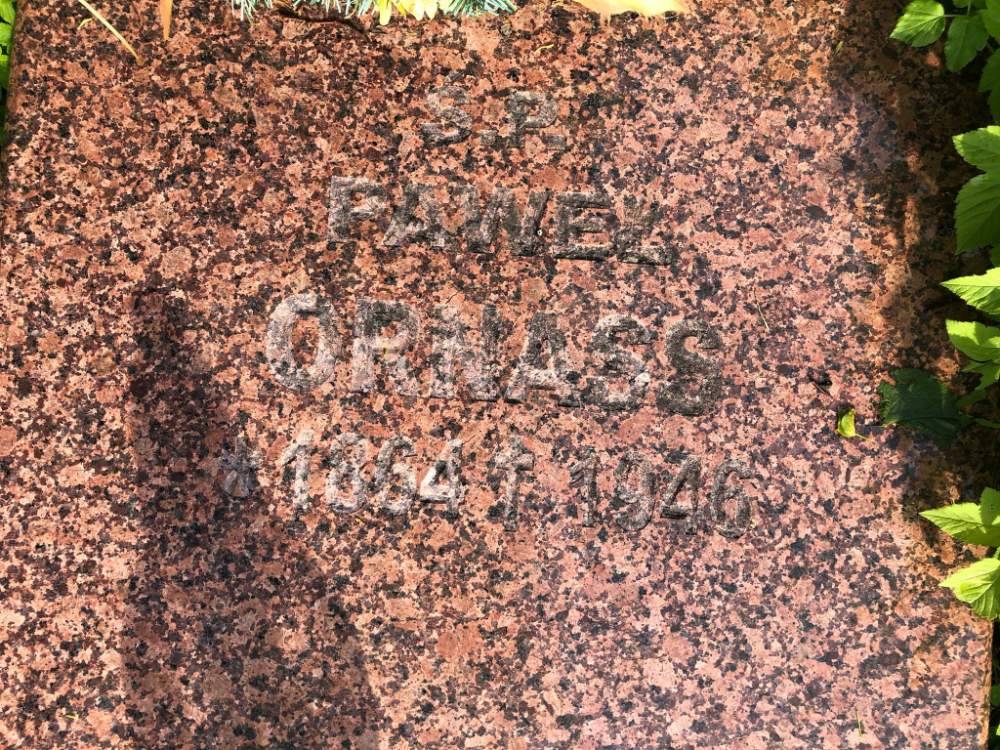 S.P.
PAWEŁ
ORNASS
* 1864 † 1946